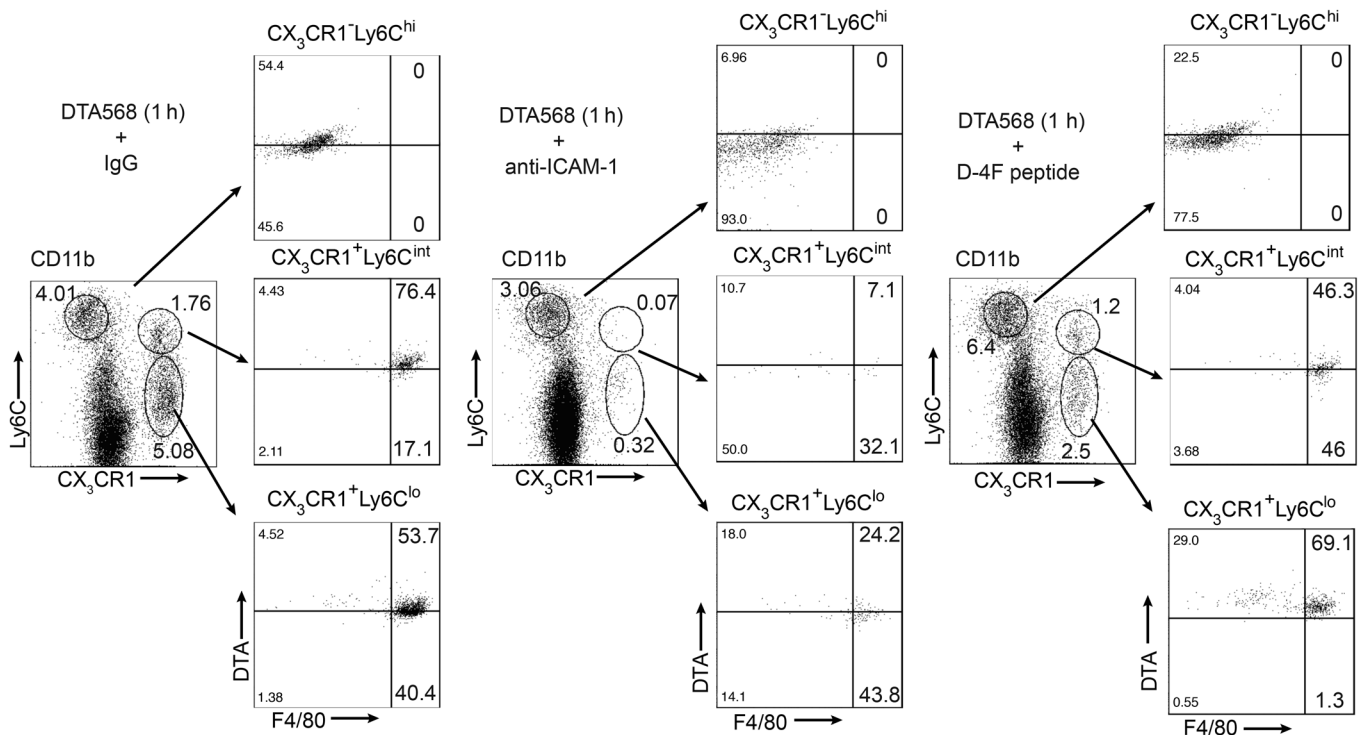 DTA568 (1 h)
+
IgG
CX₃CR1⁻Ly6Cʰⁱ
54.4
0
45.6
0
CD11b
4.01
1.76
5.08
Ly6C
CX₃CR1
CX₃CR1⁺Ly6Cⁱⁿᵗ
4.43
76.4
2.11
17.1
CX₃CR1⁺Ly6Cˡᵒ
4.52
53.7
1.38
40.4
DTA
F4/80
DTA568 (1 h)
+
anti-ICAM-1
CX₃CR1⁻Ly6Cʰⁱ
6.96
0
93.0
0
CD11b
3.06
0.07
0.32
Ly6C
CX₃CR1
CX₃CR1⁺Ly6Cⁱⁿᵗ
10.7
7.1
50.0
32.1
CX₃CR1⁺Ly6Cˡᵒ
18.0
24.2
14.1
43.8
DTA
F4/80
DTA568 (1 h)
+
D-4F peptide
CX₃CR1⁻Ly6Cʰⁱ
22.5
0
77.5
0
CD11b
1.2
6.4
2.5
Ly6C
CX₃CR1
CX₃CR1⁺Ly6Cⁱⁿᵗ
4.04
46.3
3.68
46
CX₃CR1⁺Ly6Cˡᵒ
29.0
69.1
0.55
1.3
DTA
F4/80